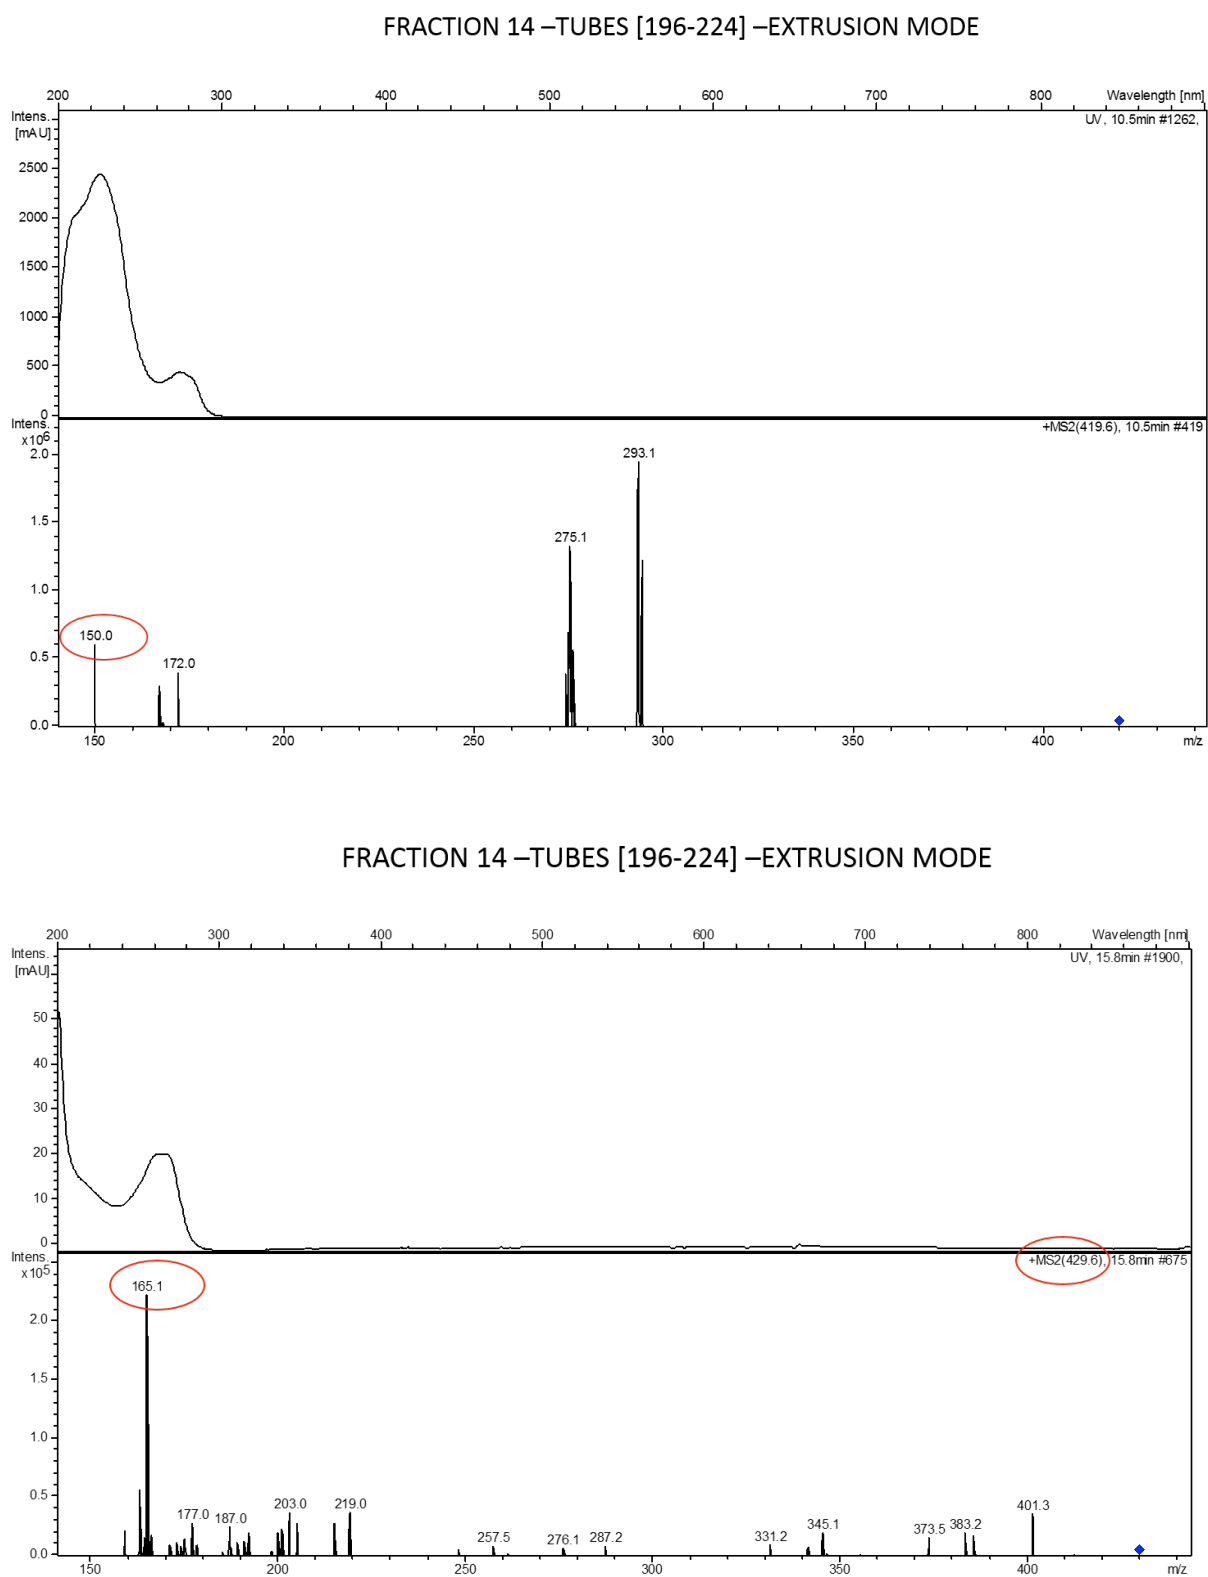 FRACTION 14 –TUBES [196-224] –EXTRUSION MODE
200 300 400 500 600 700 800 Wavelength [nm]
Intens.
[mAU]
UV, 10.5min #1262,
2500
2000
1500
1000
500
0
Intens.
x10^6
+MS2(419.6), 10.5min #419
2.0
293.1
1.5
275.1
1.0
150.0
0.5
172.0
0.0
150 200 250 300 350 400 m/z
FRACTION 14 –TUBES [196-224] –EXTRUSION MODE
200 300 400 500 600 700 800 Wavelength [nm]
Intens.
[mAU]
UV, 15.8min #1900,
50
40
30
20
10
0
Intens.
x10^5
+MS2(429.6), 15.8min #675
165.1
2.0
1.5
1.0
0.5
177.0 187.0 203.0 219.0 257.5 276.1 287.2 331.2 345.1 373.5 383.2 401.3
0.0
150 200 250 300 350 400 m/z